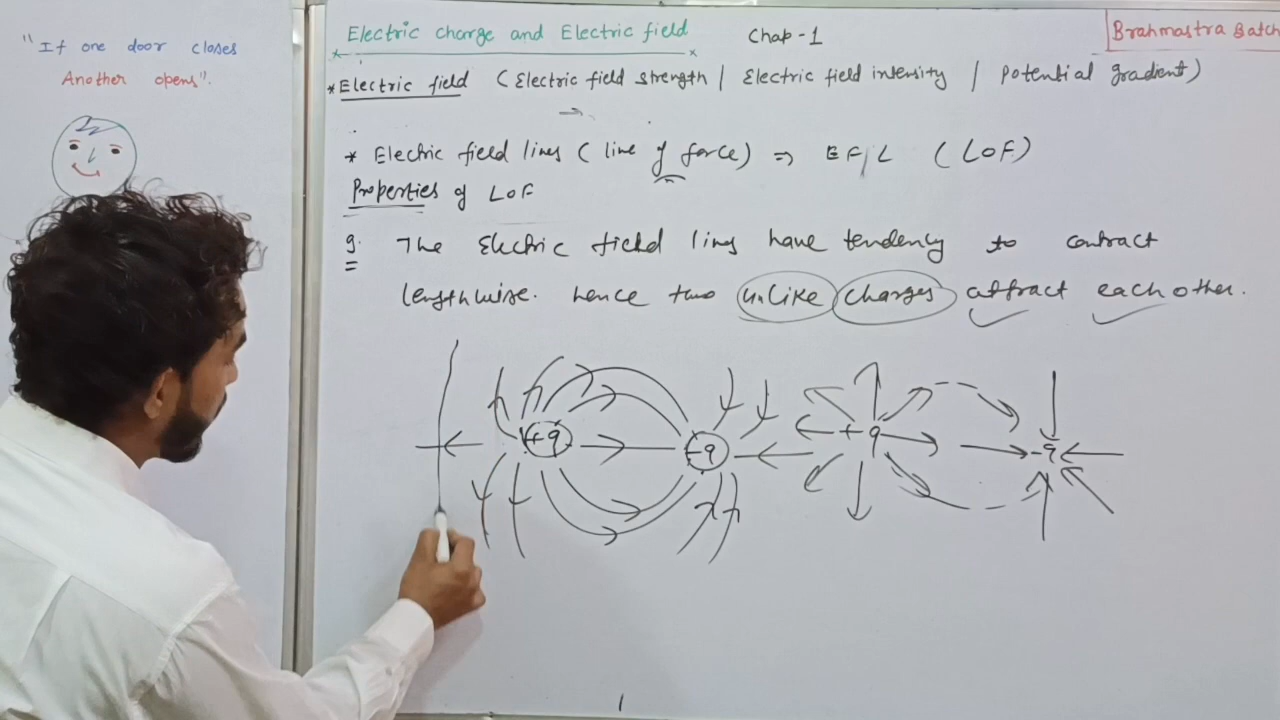 "If one door closes
Another opens".
Electric charge and Electric field
Chap-1
Brahmastra Batch
* Electric field (Electric field strength / Electric field intensity / Potential gradient)
* Electric field lines (line of force) ⇒ EFL (LOF)
Properties of LOF
9. The Electric field lines have tendency to contract
lengthwise. hence two unlike charges attract each other.
+q
-q
+q
-q